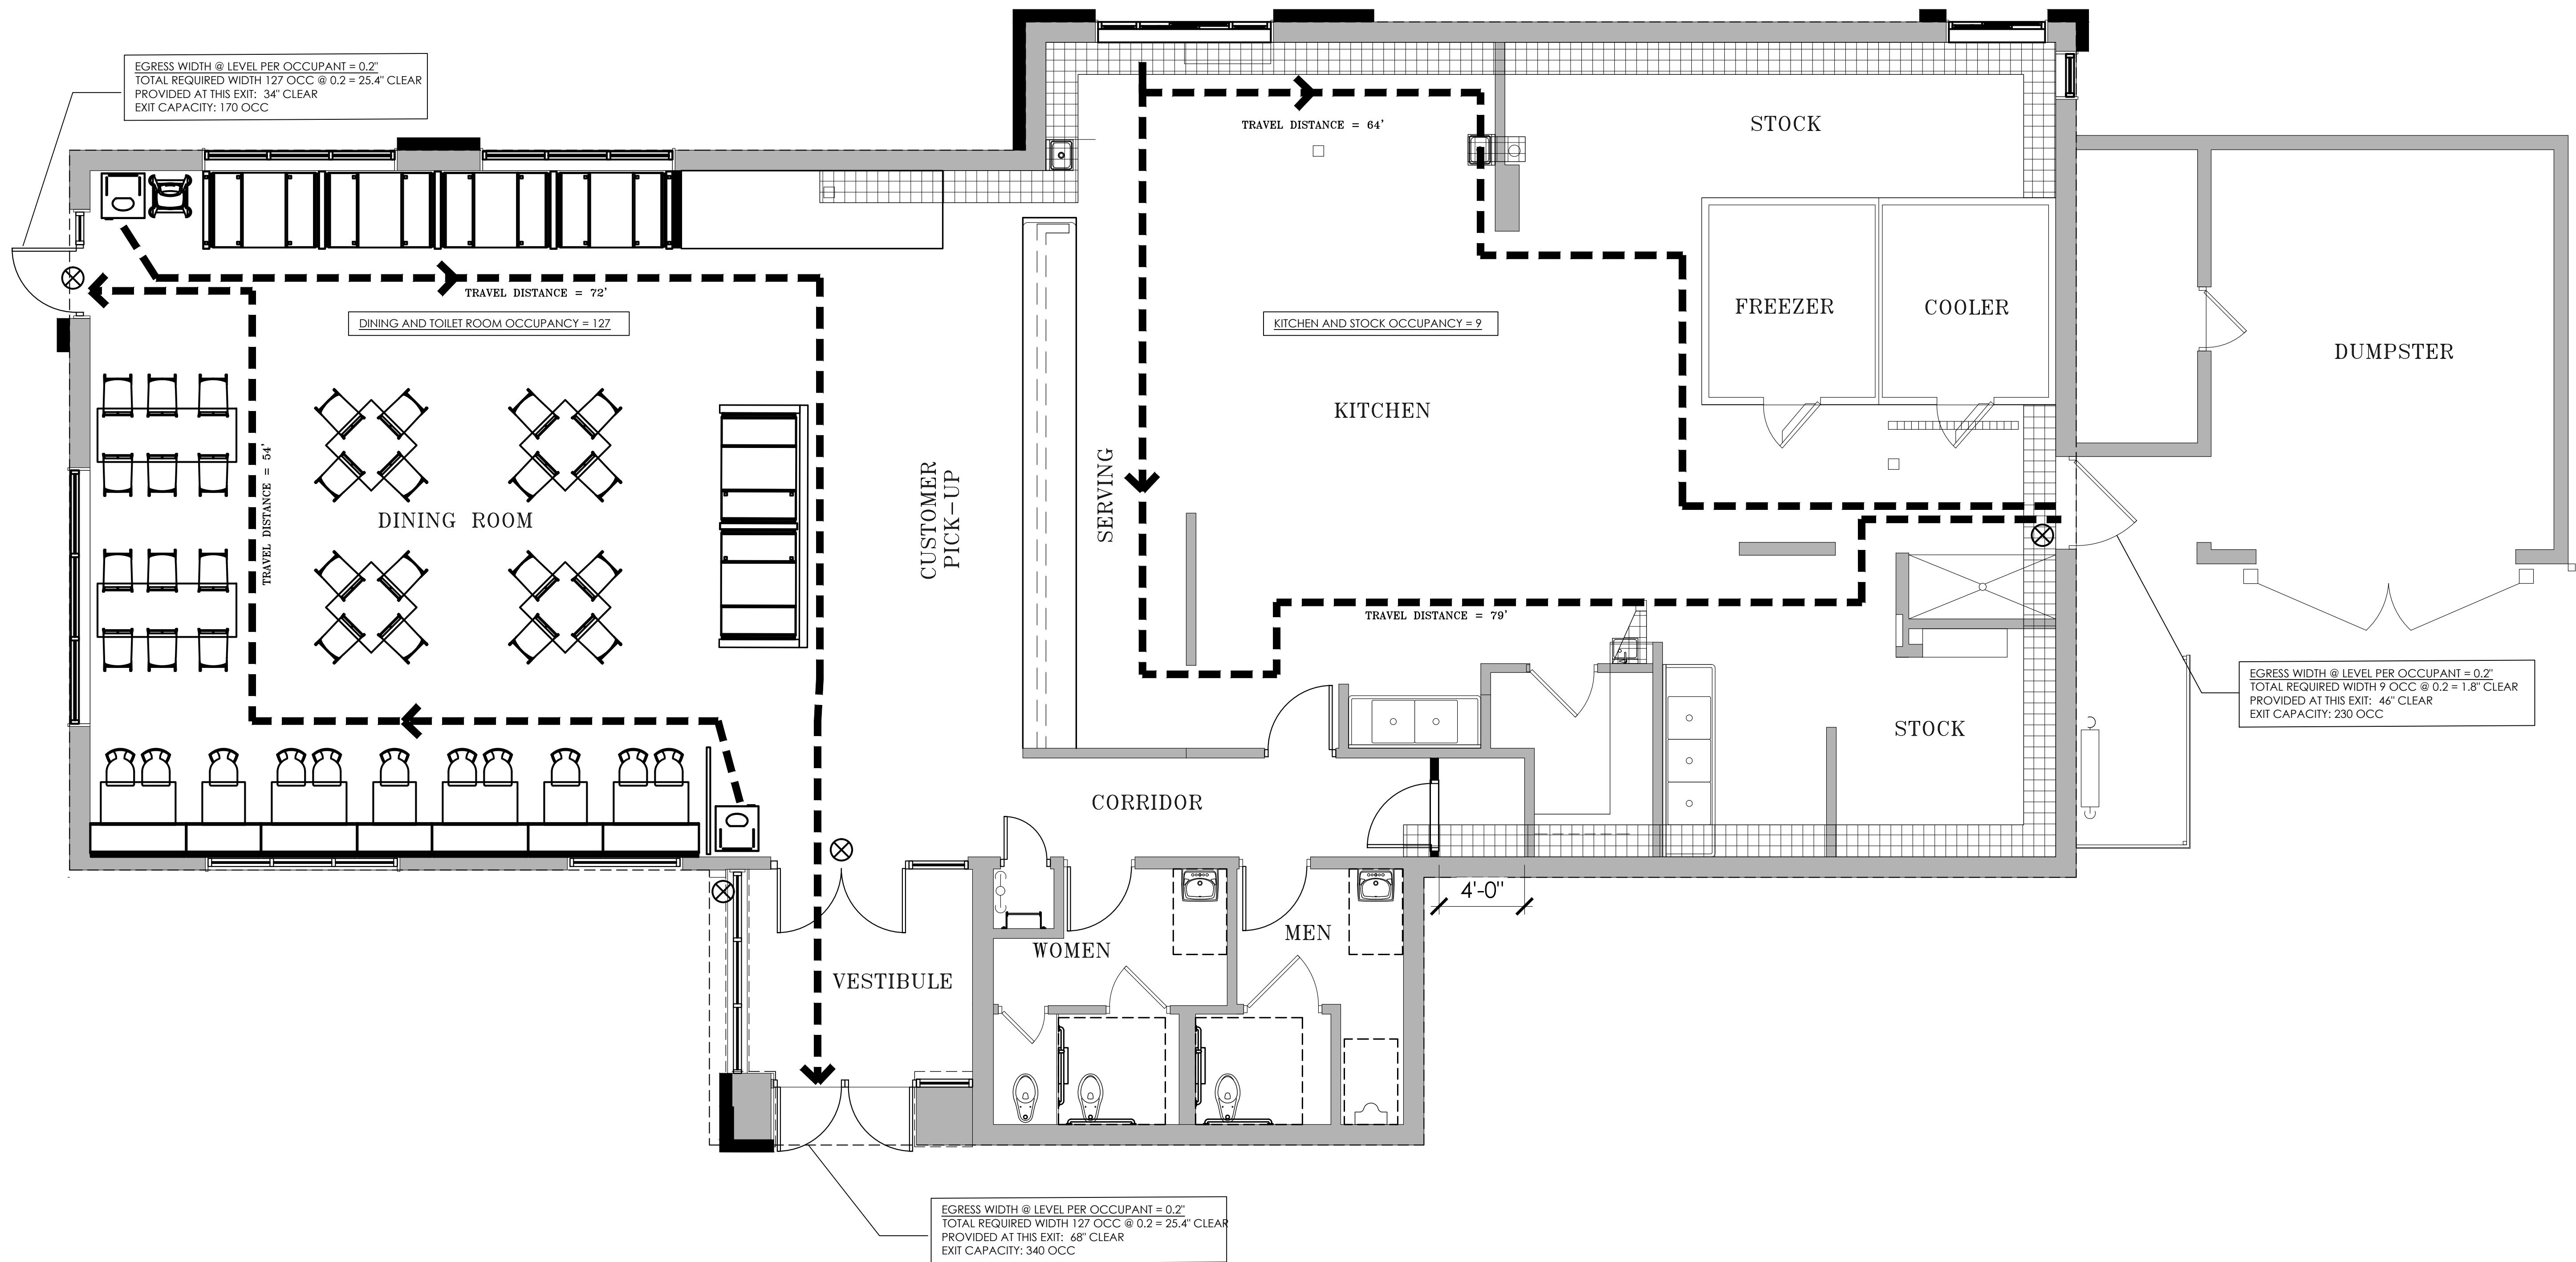 EGRESS WIDTH @ LEVEL PER OCCUPANT = 0.2"
TOTAL REQUIRED WIDTH 127 OCC @ 0.2 = 25.4" CLEAR
PROVIDED AT THIS EXIT: 34" CLEAR
EXIT CAPACITY: 170 OCC
TRAVEL DISTANCE = 64'
STOCK
TRAVEL DISTANCE = 72'
DINING AND TOILET ROOM OCCUPANCY = 127
KITCHEN AND STOCK OCCUPANCY = 9
FREEZER
COOLER
DUMPSTER
KITCHEN
TRAVEL DISTANCE = 54'
DINING ROOM
CUSTOMER
PICK-UP
SERVING
TRAVEL DISTANCE = 79'
EGRESS WIDTH @ LEVEL PER OCCUPANT = 0.2"
TOTAL REQUIRED WIDTH 9 OCC @ 0.2 = 1.8" CLEAR
PROVIDED AT THIS EXIT: 46" CLEAR
EXIT CAPACITY: 230 OCC
STOCK
CORRIDOR
4'-0"
MEN
WOMEN
VESTIBULE
EGRESS WIDTH @ LEVEL PER OCCUPANT = 0.2"
TOTAL REQUIRED WIDTH 127 OCC @ 0.2 = 25.4" CLEAR
PROVIDED AT THIS EXIT: 68" CLEAR
EXIT CAPACITY: 340 OCC